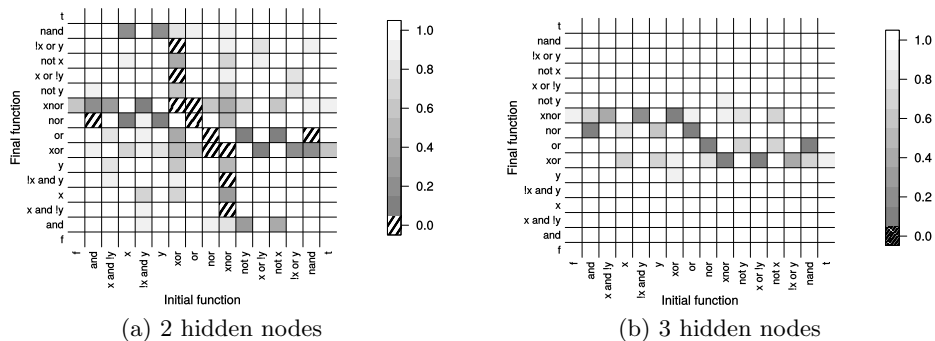 t
nand
!x or y
not x
x or !y
not y
xnor
nor
or
xor
y
!x and y
x
x and !y
and
f
Final function
f
and
x and !y
x
!x and y
y
xor
or
nor
xnor
not y
x or !y
not x
!x or y
nand
t
Initial function
1.0
0.8
0.6
0.4
0.2
0.0
(a) 2 hidden nodes
t
nand
!x or y
not x
x or !y
not y
xnor
nor
or
xor
y
!x and y
x
x and !y
and
f
Final function
f
and
x and !y
x
!x and y
y
xor
or
nor
xnor
not y
x or !y
not x
!x or y
nand
t
Initial function
1.0
0.8
0.6
0.4
0.2
0.0
(b) 3 hidden nodes